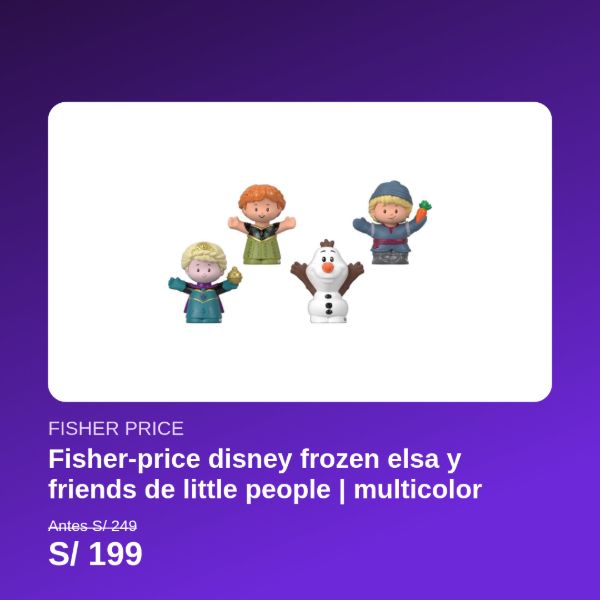 FISHER PRICE
Fisher-price disney frozen elsa y
friends de little people | multicolor
Antes S/ 249
S/ 199